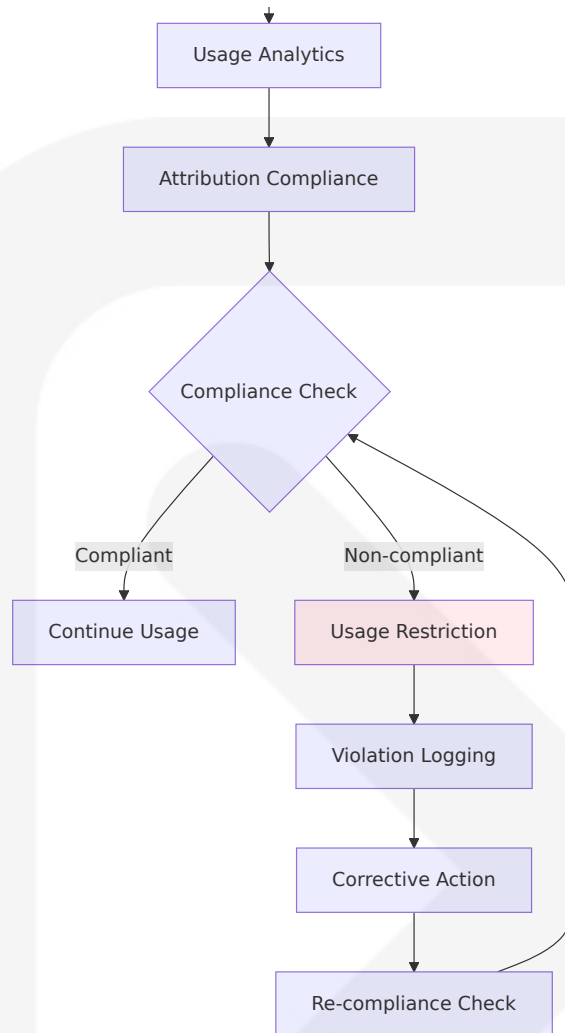 Usage Analytics
Attribution Compliance
Compliance Check
Compliant
Non-compliant
Continue Usage
Usage Restriction
Violation Logging
Corrective Action
Re-compliance Check